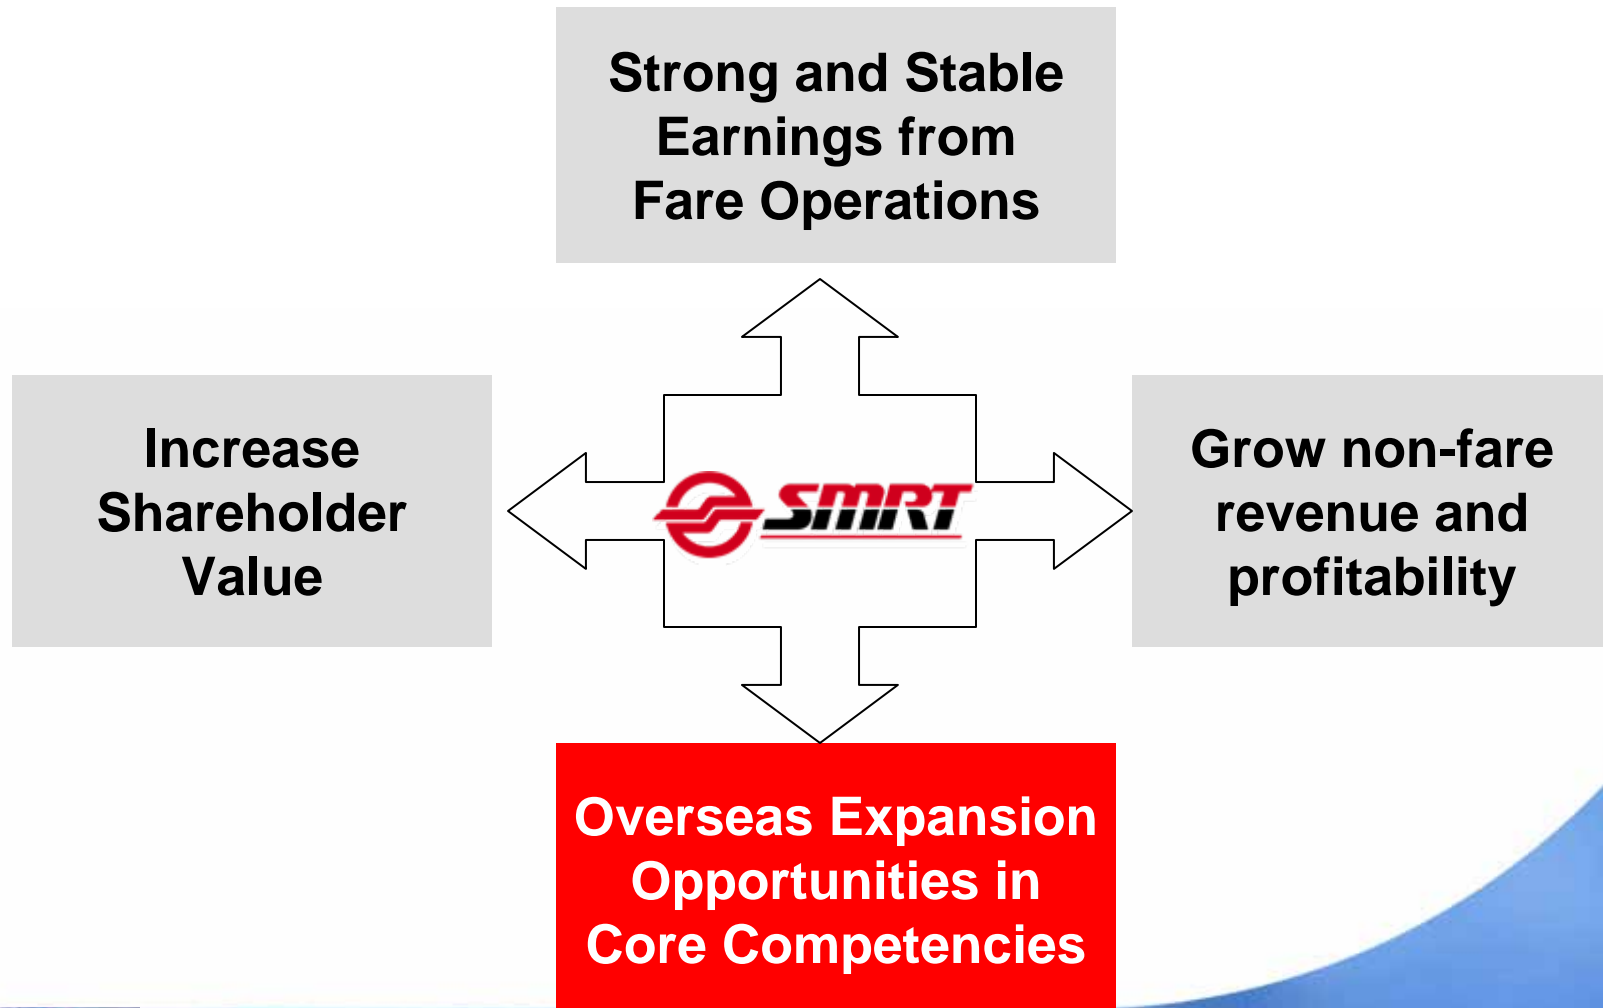 Strong and Stable
Earnings from
Fare Operations
Increase
Shareholder
Value
SMRT
Grow non-fare
revenue and
profitability
Overseas Expansion
Opportunities in
Core Competencies